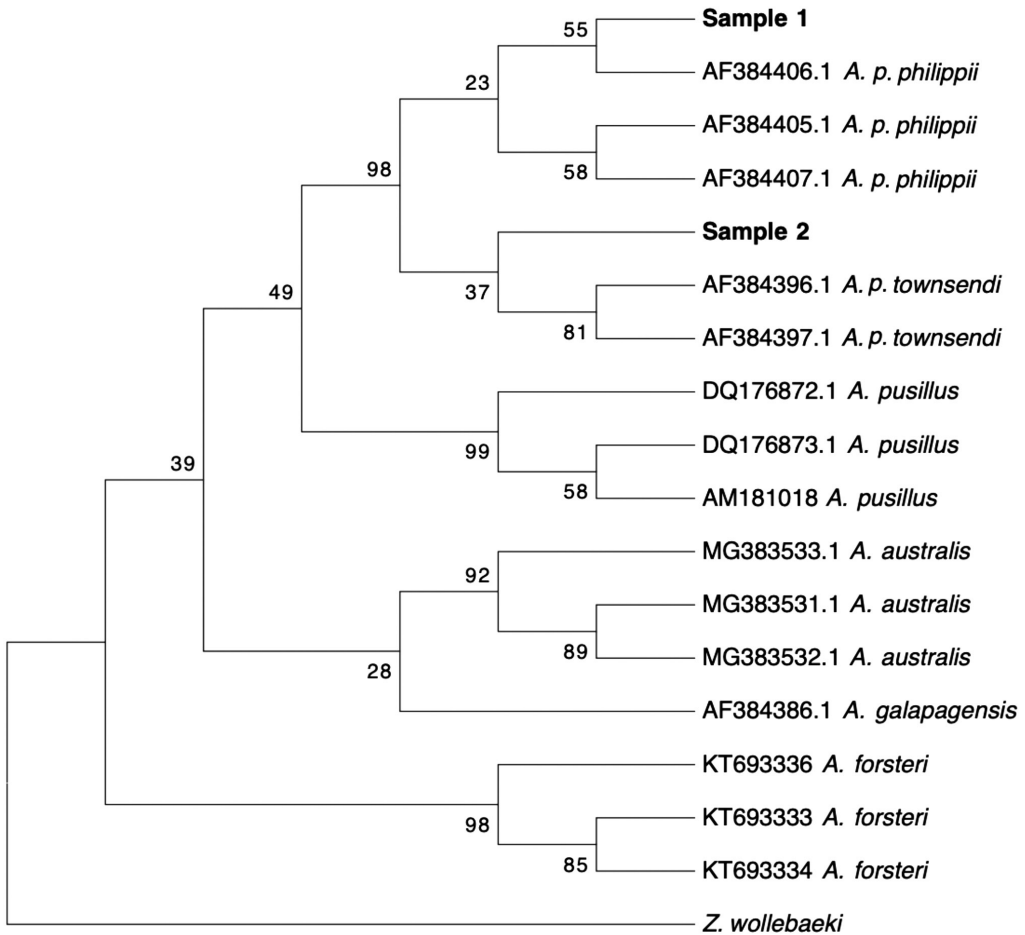 55
Sample 1
AF384406.1 A. p. philippii
23
AF384405.1 A. p. philippii
58
AF384407.1 A. p. philippii
98
Sample 2
37
AF384396.1 A. p. townsendi
49
81
AF384397.1 A. p. townsendi
DQ176872.1 A. pusillus
99
DQ176873.1 A. pusillus
39
58
AM181018 A. pusillus
MG383533.1 A. australis
92
MG383531.1 A. australis
89
MG383532.1 A. australis
28
AF384386.1 A. galapagensis
KT693336 A. forsteri
98
KT693333 A. forsteri
85
KT693334 A. forsteri
Z. wollebaeki